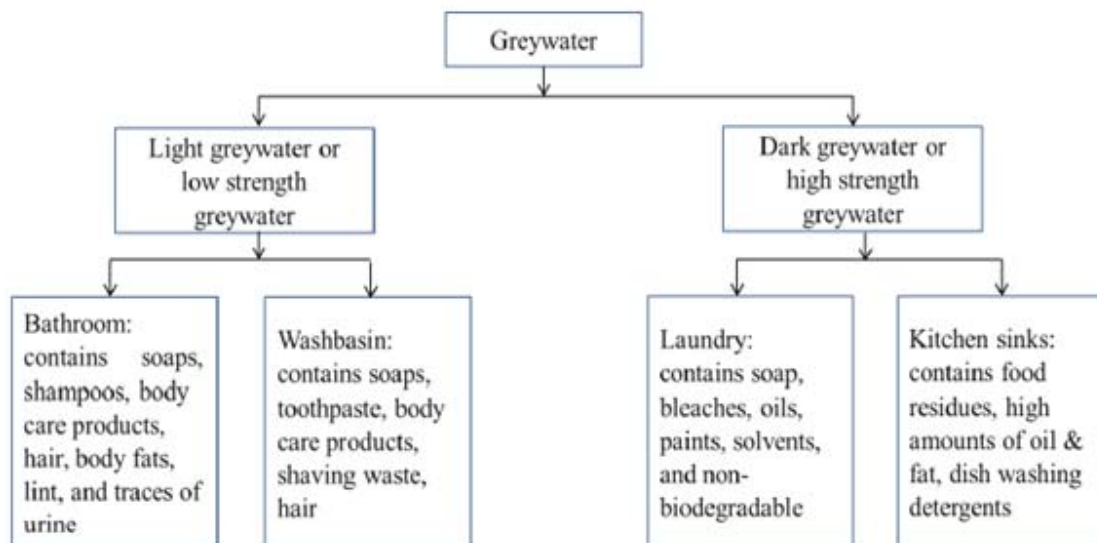 Greywater
Light greywater or
low strength
greywater
Dark greywater or
high strength
greywater
Bathroom:
contains soaps,
shampoos, body
care products,
hair, body fats,
lint, and traces of
urine
Washbasin:
contains soaps,
toothpaste, body
care products,
shaving waste,
hair
Laundry:
contains soap,
bleaches, oils,
paints, solvents,
and non-
biodegradable
Kitchen sinks:
contains food
residues, high
amounts of oil &
fat, dish washing
detergents